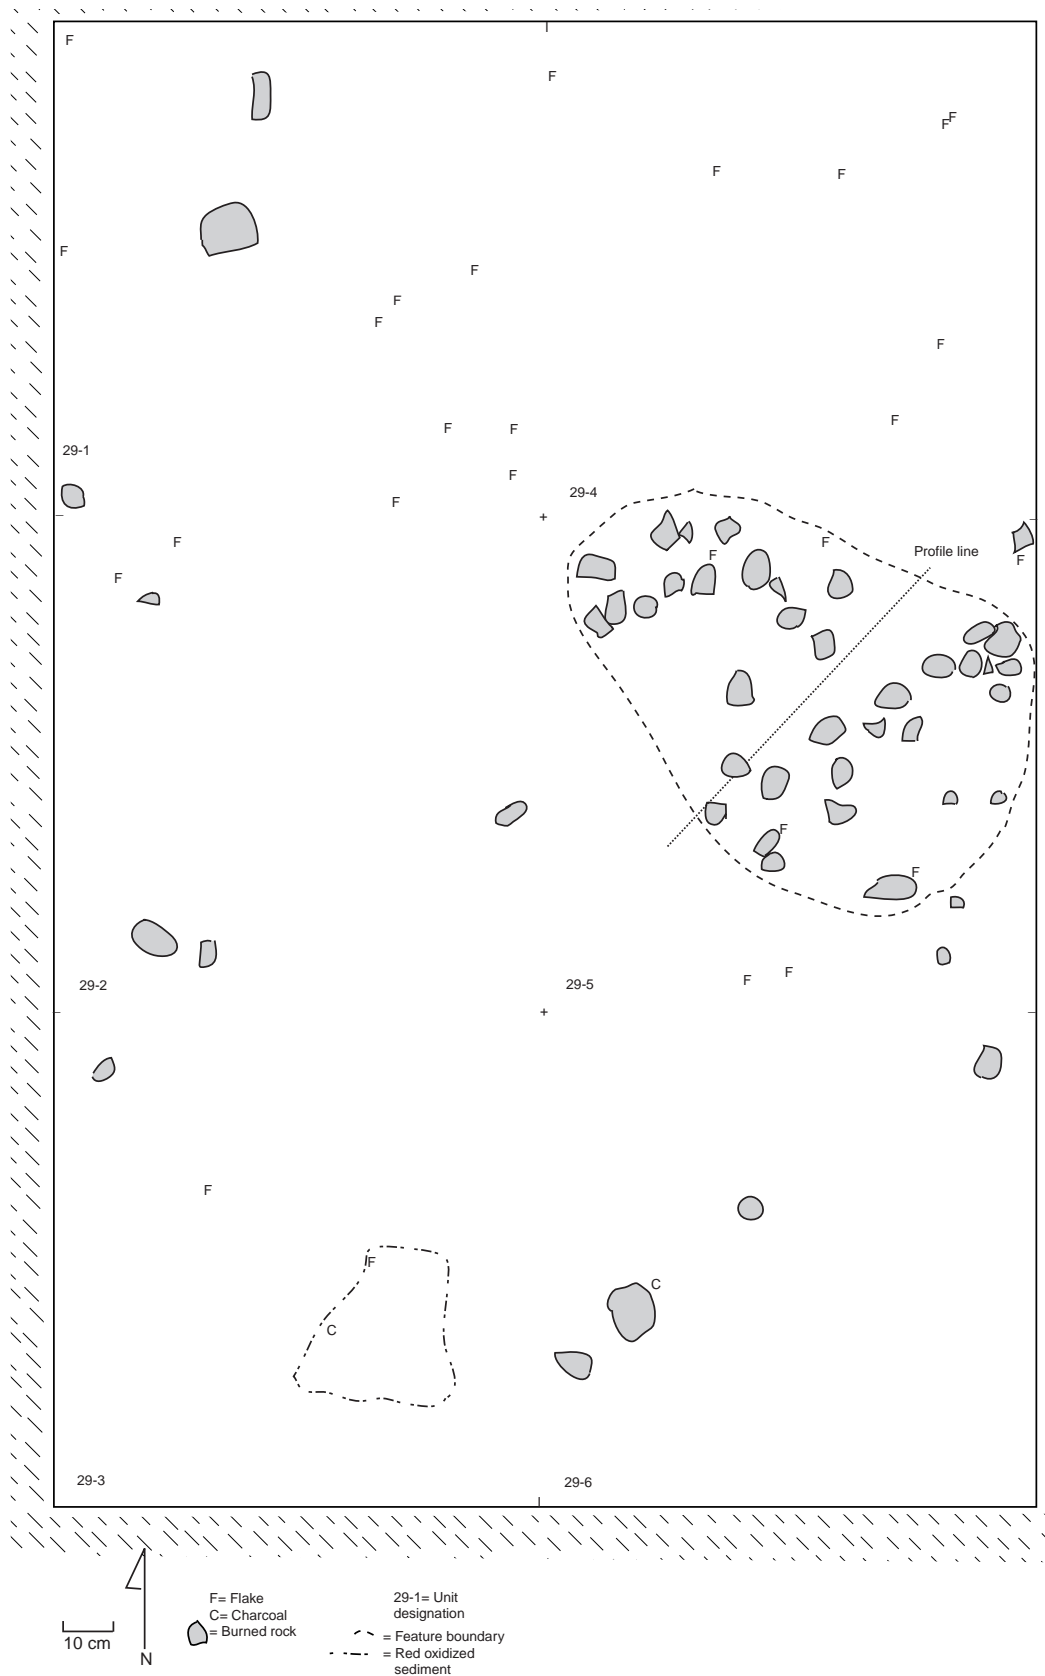 F
F
F
F
F
F
F
F
F
F
F
F
F
F
29-1
F
29-4
F
F
F
F
Profile line
F
F
F
F
F
29-2
29-5
F
F
F
F
C
C
29-3
29-6
F= Flake
C= Charcoal
= Burned rock
29-1= Unit
designation
= Feature boundary
= Red oxidized
sediment
10 cm
N